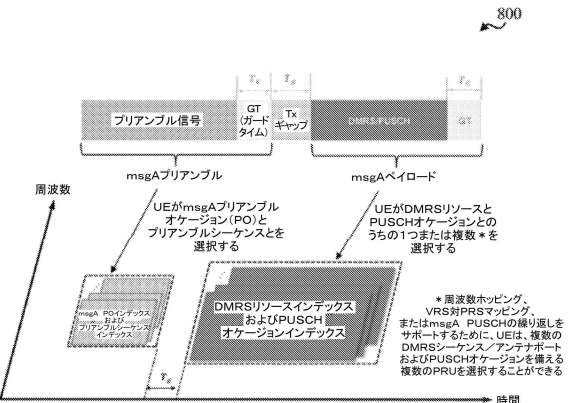 800
T_G
T_g
T_G
プリアンブル信号
GT
(ガード
タイム)
Tx
ギャップ
DMRS/PUSCH
GT
msgAプリアンブル
msgAペイロード
周波数
UEがmsgAプリアンブル
オケージョン(PO)と
プリアンブルシーケンスとを
選択する
UEがDMRSリソースと
PUSCHオケージョンとの
うちの1つまたは複数*を
選択する
msgA POインデックス
および
プリアンブルシーケンス
インデックス
DMRSリソースインデックス
およびPUSCH
オケージョンインデックス
*周波数ホッピング、
VRS対PRSマッピング、
またはmsgA PUSCHの繰り返しを
サポートするために、UEは、複数の
DMRSシーケンス/アンテナポート
およびPUSCHオケージョンを備える
複数のPRUを選択することができる
T_g
時間